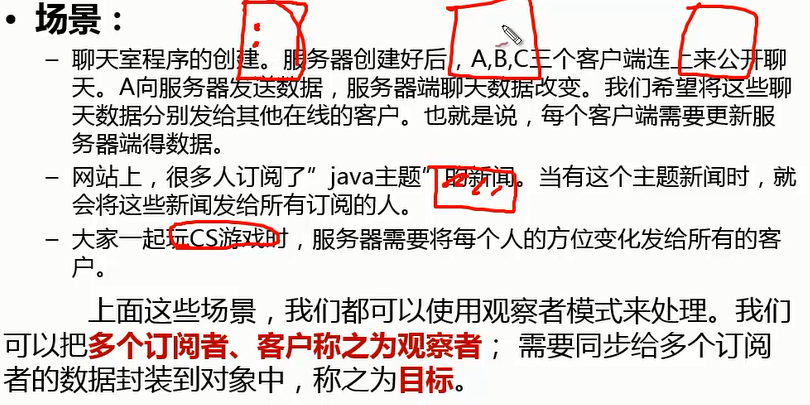 • 场景：
– 聊天室程序的创建。服务器创建好后，A,B,C三个客户端连上来公开聊
天。A向服务器发送数据，服务器端聊天数据改变。我们希望将这些聊
天数据分别发给其他在线的客户。也就是说，每个客户端需要更新服
务器端得数据。
– 网站上，很多人订阅了”java主题”的新闻。当有这个主题新闻时，就
会将这些新闻发给所有订阅的人。
– 大家一起玩CS游戏时，服务器需要将每个人的方位变化发给所有的客
户。
上面这些场景，我们都可以使用观察者模式来处理。我们
可以把多个订阅者、客户称之为观察者； 需要同步给多个订阅
者的数据封装到对象中，称之为目标。